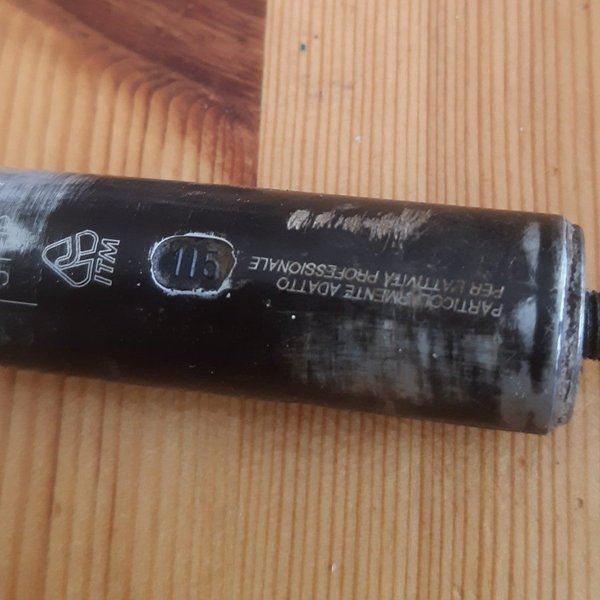 ITM
115
PARTICOLARMENTE ADATTO
PER L'ATTIVITÀ PROFESSIONALE